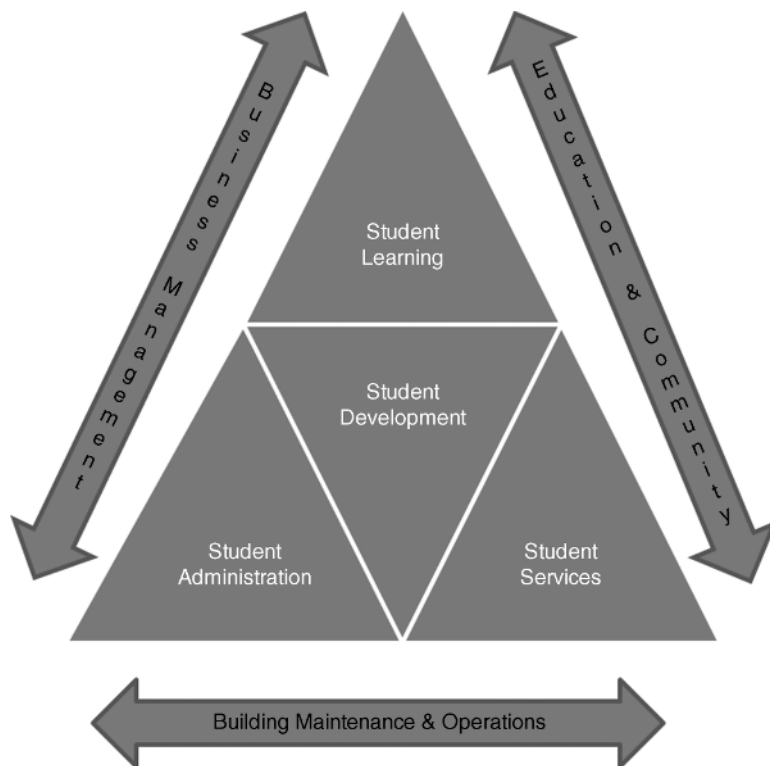 Business Management
Education & Community
Student
Learning
Student
Development
Student
Administration
Student
Services
Building Maintenance & Operations